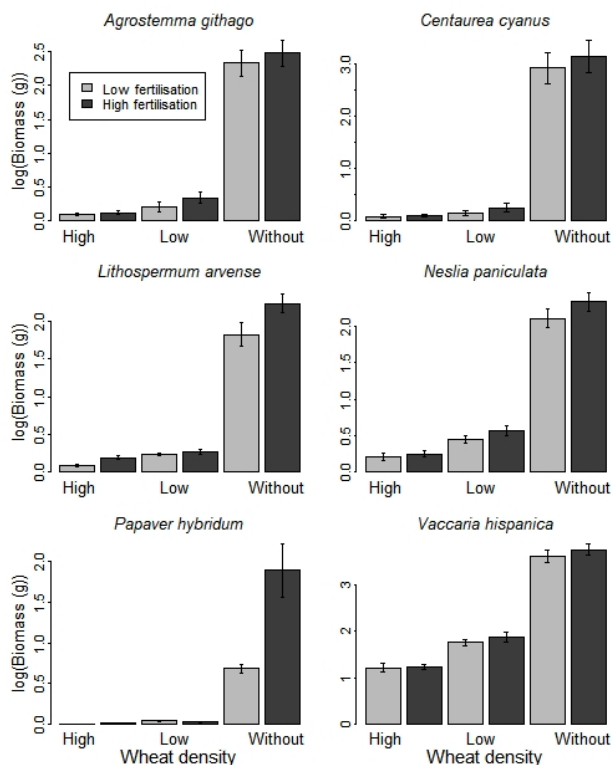 Agrostemma githago
Centaurea cyanus
log(Biomass (g))
0.0 0.5 1.0 1.5 2.0 2.5
Low fertilisation
High fertilisation
High Low Without
0.0 1.0 2.0 3.0
High Low Without
Lithospermum arvense
Neslia paniculata
log(Biomass (g))
0.0 0.5 1.0 1.5 2.0
High Low Without
0.0 0.5 1.0 1.5 2.0
High Low Without
Papaver hybridum
Vaccaria hispanica
log(Biomass (g))
0.0 0.5 1.0 1.5 2.0
High Low Without
Wheat density
0 1 2 3
High Low Without
Wheat density